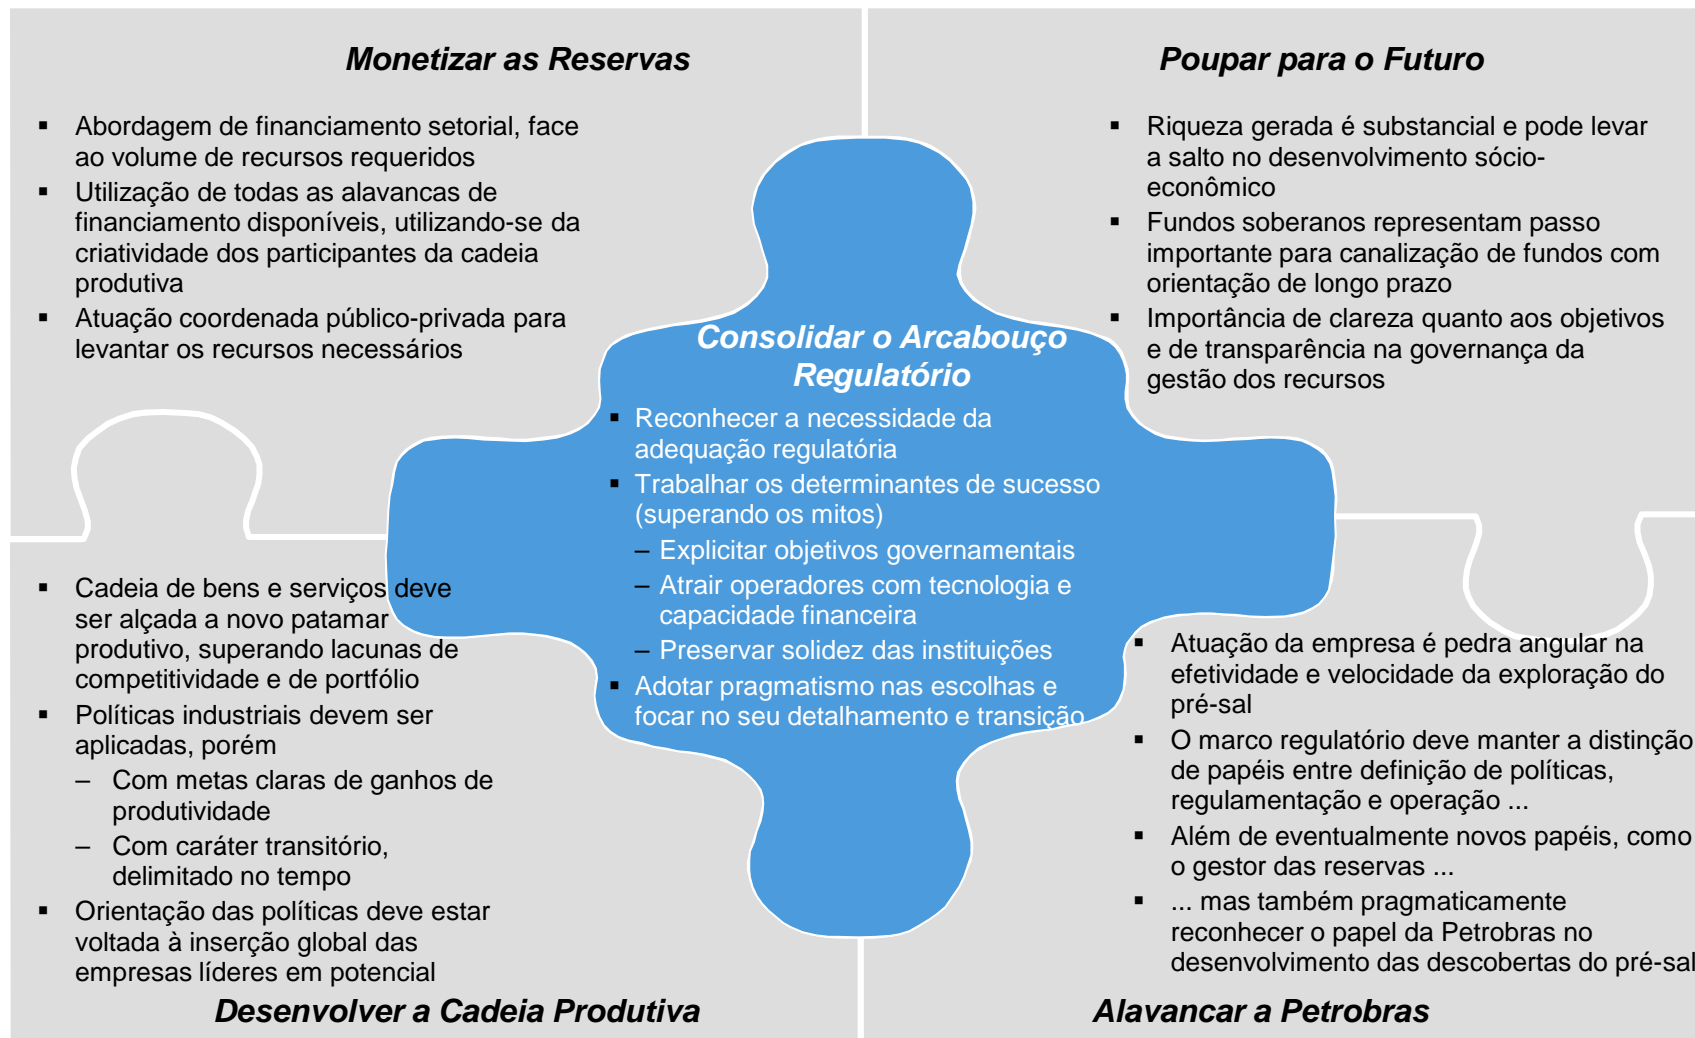 Monetizar as Reservas
▪ Abordagem de financiamento setorial, face
ao volume de recursos requeridos
▪ Utilização de todas as alavancas de
financiamento disponíveis, utilizando-se da
criatividade dos participantes da cadeia
produtiva
▪ Atuação coordenada público-privada para
levantar os recursos necessários
Poupar para o Futuro
▪ Riqueza gerada é substancial e pode levar
a salto no desenvolvimento sócio-
econômico
▪ Fundos soberanos representam passo
importante para canalização de fundos com
orientação de longo prazo
▪ Importância de clareza quanto aos objetivos
e de transparência na governança da
gestão dos recursos
Consolidar o Arcabouço
Regulatório
▪ Reconhecer a necessidade da
adequação regulatória
▪ Trabalhar os determinantes de sucesso
(superando os mitos)
– Explicitar objetivos governamentais
– Atrair operadores com tecnologia e
capacidade financeira
– Preservar solidez das instituições
▪ Adotar pragmatismo nas escolhas e
focar no seu detalhamento e transição
▪ Cadeia de bens e serviços deve
ser alçada a novo patamar
produtivo, superando lacunas de
competitividade e de portfólio
▪ Políticas industriais devem ser
aplicadas, porém
– Com metas claras de ganhos de
produtividade
– Com caráter transitório,
delimitado no tempo
▪ Orientação das políticas deve estar
voltada à inserção global das
empresas líderes em potencial
Desenvolver a Cadeia Produtiva
▪ Atuação da empresa é pedra angular na
efetividade e velocidade da exploração do
pré-sal
▪ O marco regulatório deve manter a distinção
de papéis entre definição de políticas,
regulamentação e operação ...
▪ Além de eventualmente novos papéis, como
o gestor das reservas ...
▪ ... mas também pragmaticamente
reconhecer o papel da Petrobras no
desenvolvimento das descobertas do pré-sal
Alavancar a Petrobras